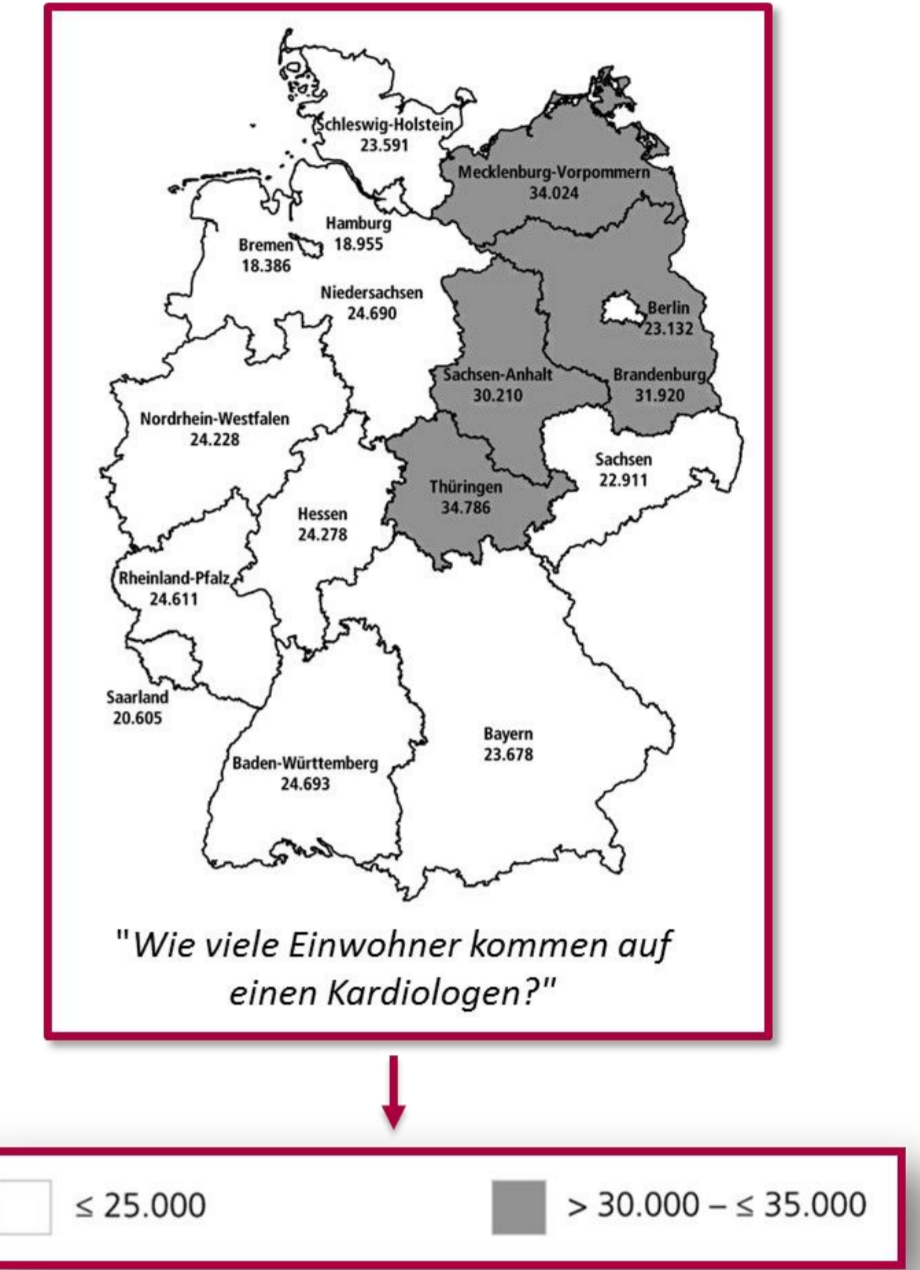 Schleswig-Holstein
23.591
Mecklenburg-Vorpommern
34.024
Hamburg
18.955
Bremen
18.386
Niedersachsen
24.690
Berlin
23.132
Sachsen-Anhalt
30.210
Brandenburg
31.920
Nordrhein-Westfalen
24.228
Sachsen
22.911
Thüringen
34.786
Hessen
24.278
Rheinland-Pfalz
24.611
Saarland
20.605
Bayern
23.678
Baden-Württemberg
24.693
"Wie viele Einwohner kommen auf
einen Kardiologen?"
≤ 25.000
> 30.000 – ≤ 35.000